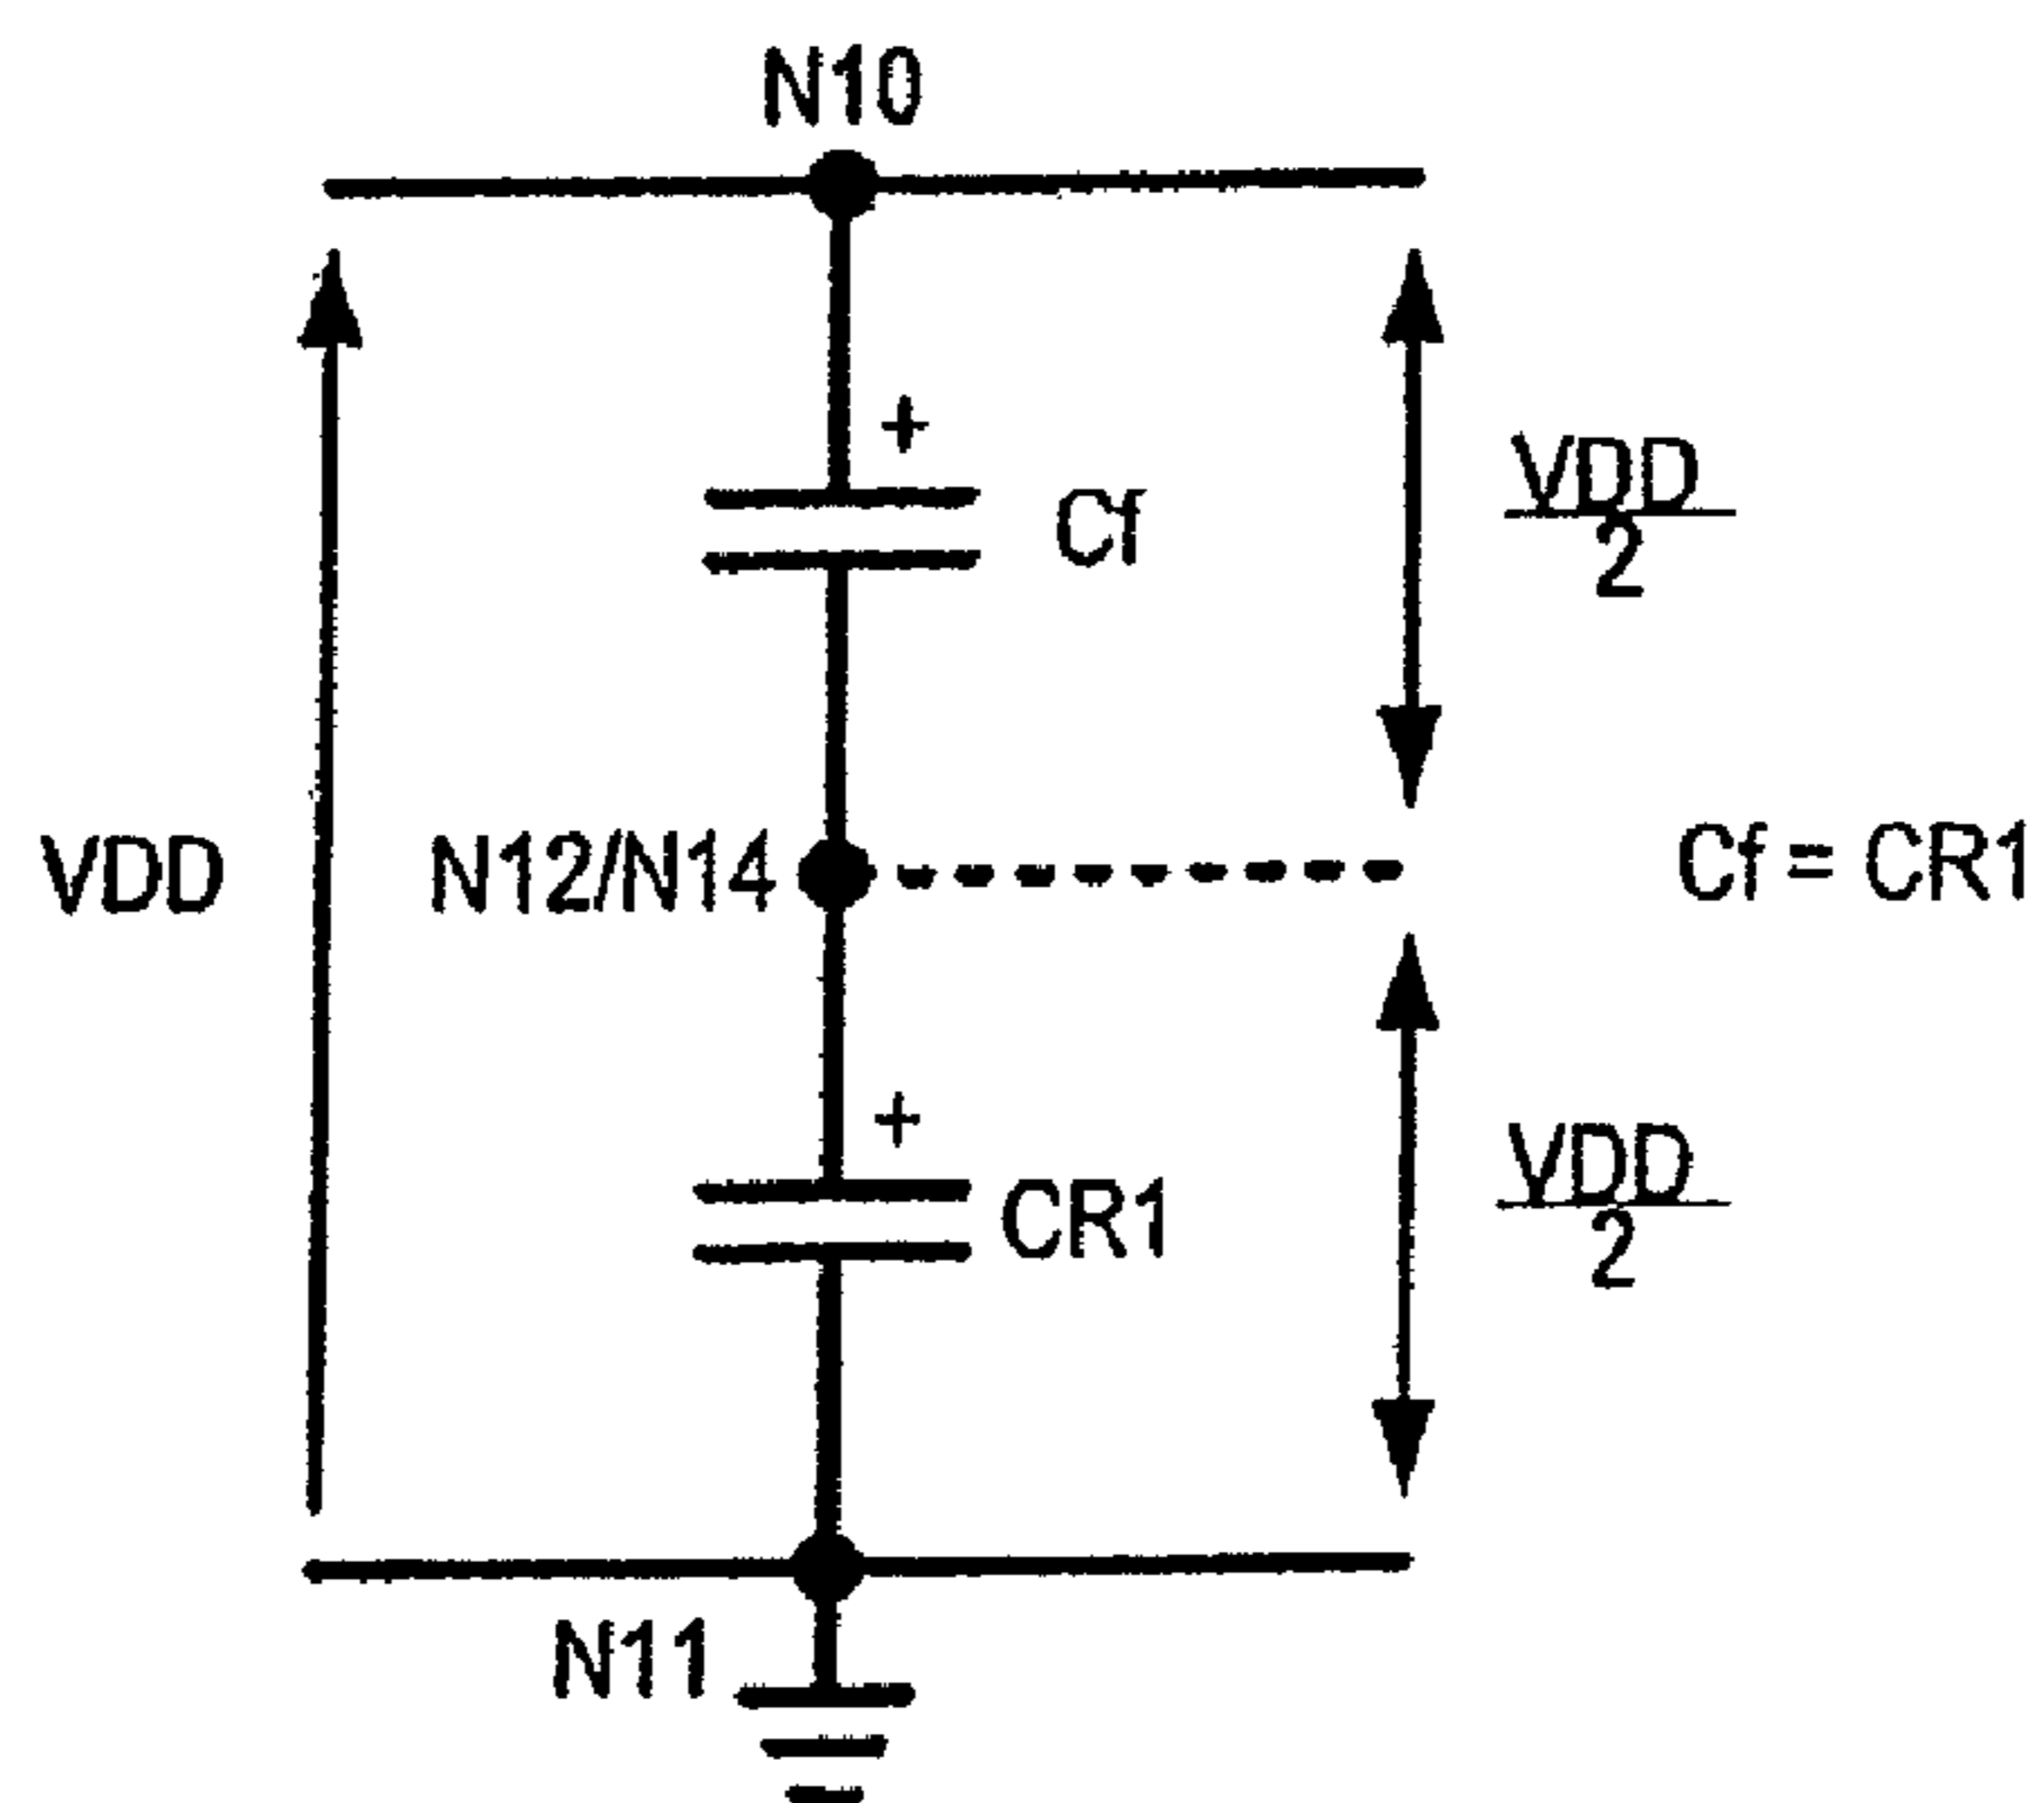 N10
+
Cf
VDD
2
VDD
N12/N14
Cf = CR1
+
CR1
VDD
2
N11